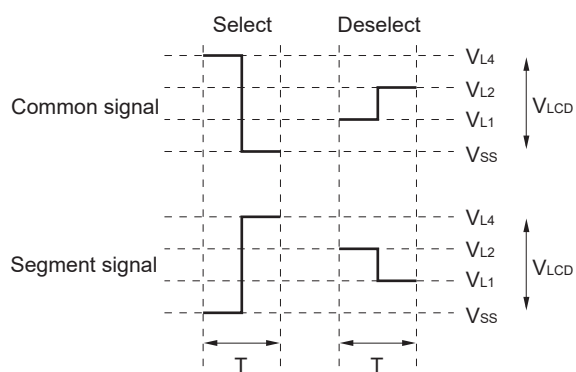 Select Deselect
VL4
VL2
Common signal VLCD
VL1
VSS
VL4
VL2
Segment signal VLCD
VL1
VSS
T T